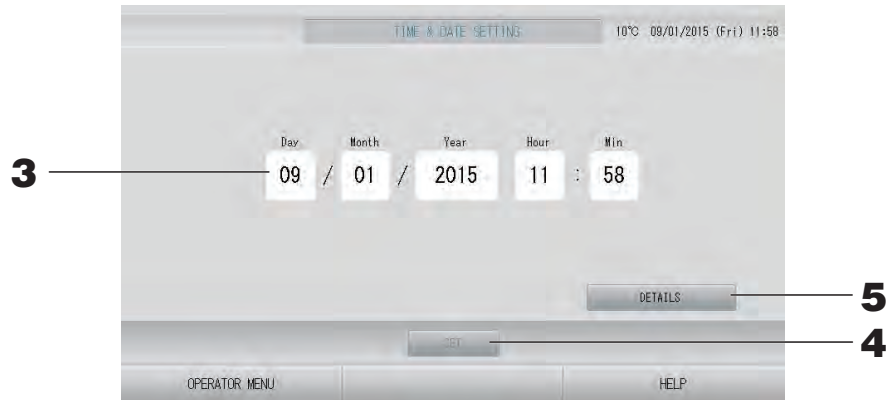 TIME & DATE SETTING 10°C 09/01/2015 (Fri) 11:58
Day Month Year Hour Min
3 09 / 01 / 2015 11 : 58
DETAILS 5
SET 4
OPERATOR MENU HELP